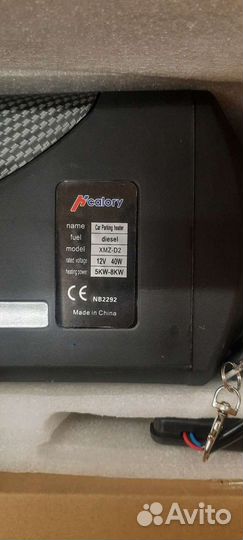 Hcalory
name Car Parking heater
fuel diesel
model XMZ-D2
rated voltage 12V 40W
heating power 5KW-8KW
CE NB2292
Made in China
Avito